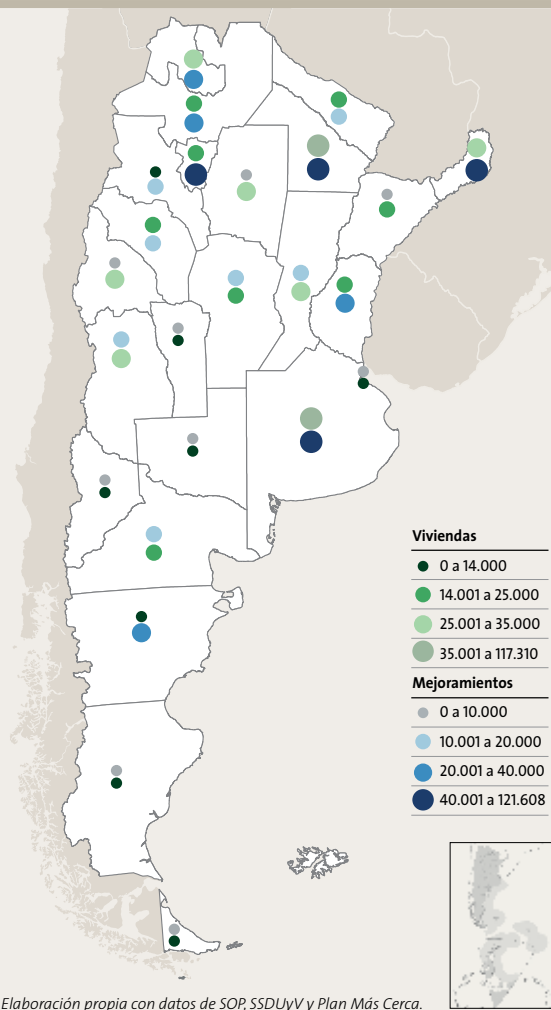 Viviendas
0 a 14.000
14.001 a 25.000
25.001 a 35.000
35.001 a 117.310
Mejoramientos
0 a 10.000
10.001 a 20.000
20.001 a 40.000
40.001 a 121.608
Elaboración propia con datos de SOP, SSDUyV y Plan Más Cerca.